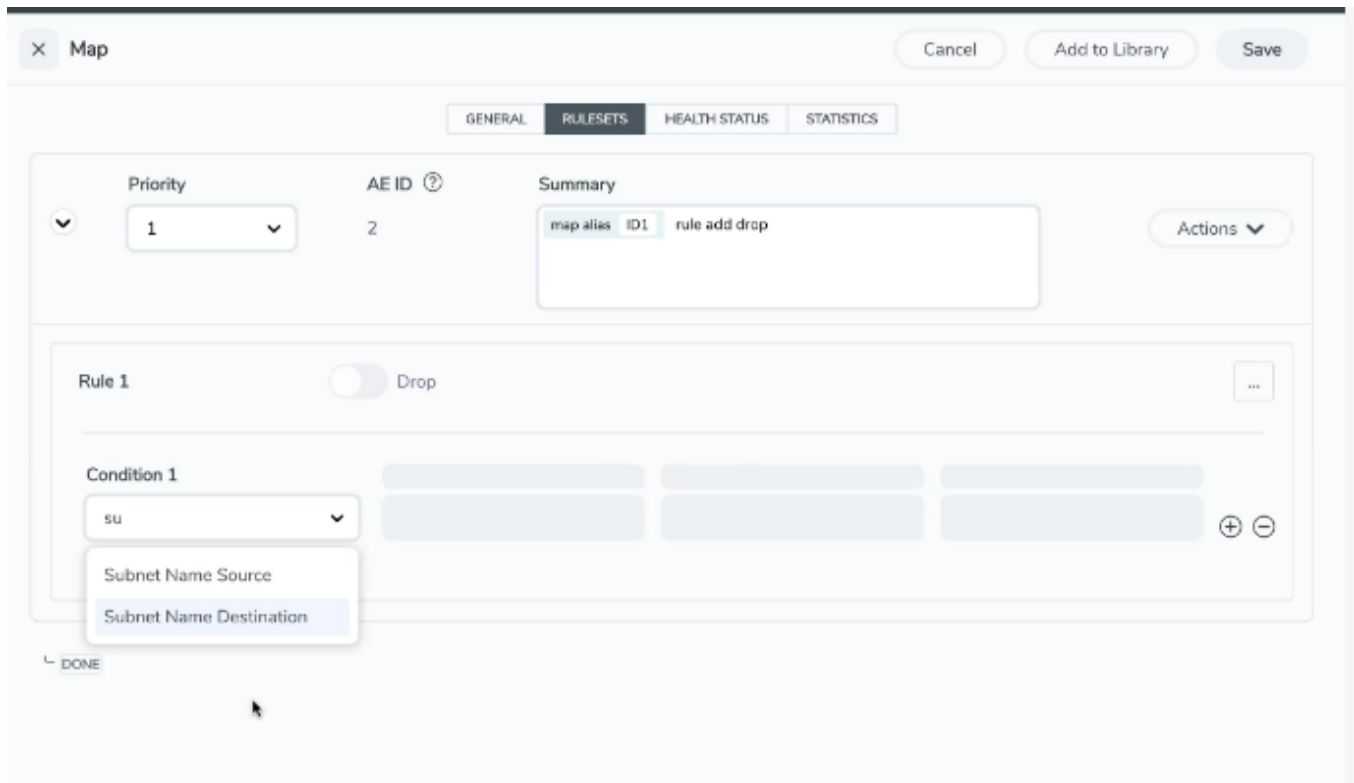 Map
Cancel
Add to Library
Save
GENERAL
RULESETS
HEALTH STATUS
STATISTICS
Priority
AE ID ?
Summary
1
2
map alias ID1 rule add drop
Actions
Rule 1
Drop
...
Condition 1
su
Subnet Name Source
Subnet Name Destination
DONE